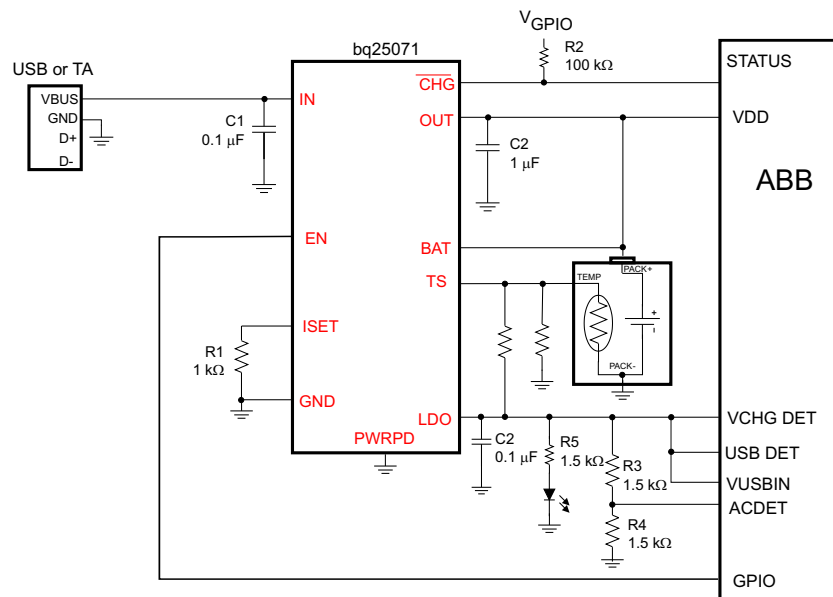 V_GPIO
bq25071
R2
100 kΩ
STATUS
USB or TA
CHG
VBUS
IN
GND
OUT
VDD
C1
0.1 µF
D+
C2
1 µF
D-
ABB
EN
BAT
PACK+
TS
TEMP
+
-
ISET
R1
1 kΩ
PACK-
GND
LDO
VCHG DET
PWRPD
C2
0.1 µF
R5
1.5 kΩ
R3
1.5 kΩ
USB DET
VUSBIN
ACDET
R4
1.5 kΩ
GPIO